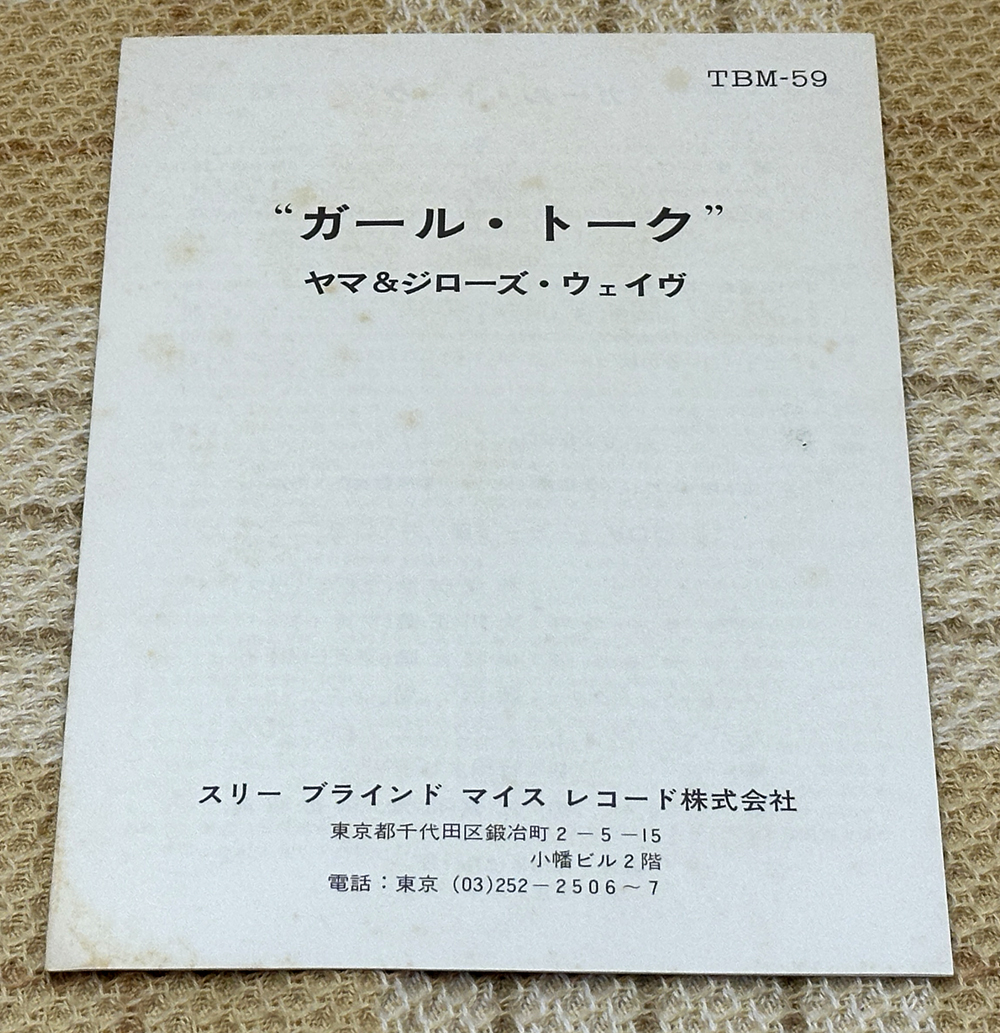 TBM-59
“ガール・トーク”
ヤマ&ジローズ・ウェイヴ
スリー ブラインド マイス レコード株式会社
東京都千代田区鍛冶町2−5−15
小幡ビル2階
電話：東京 (03)252−2506～7